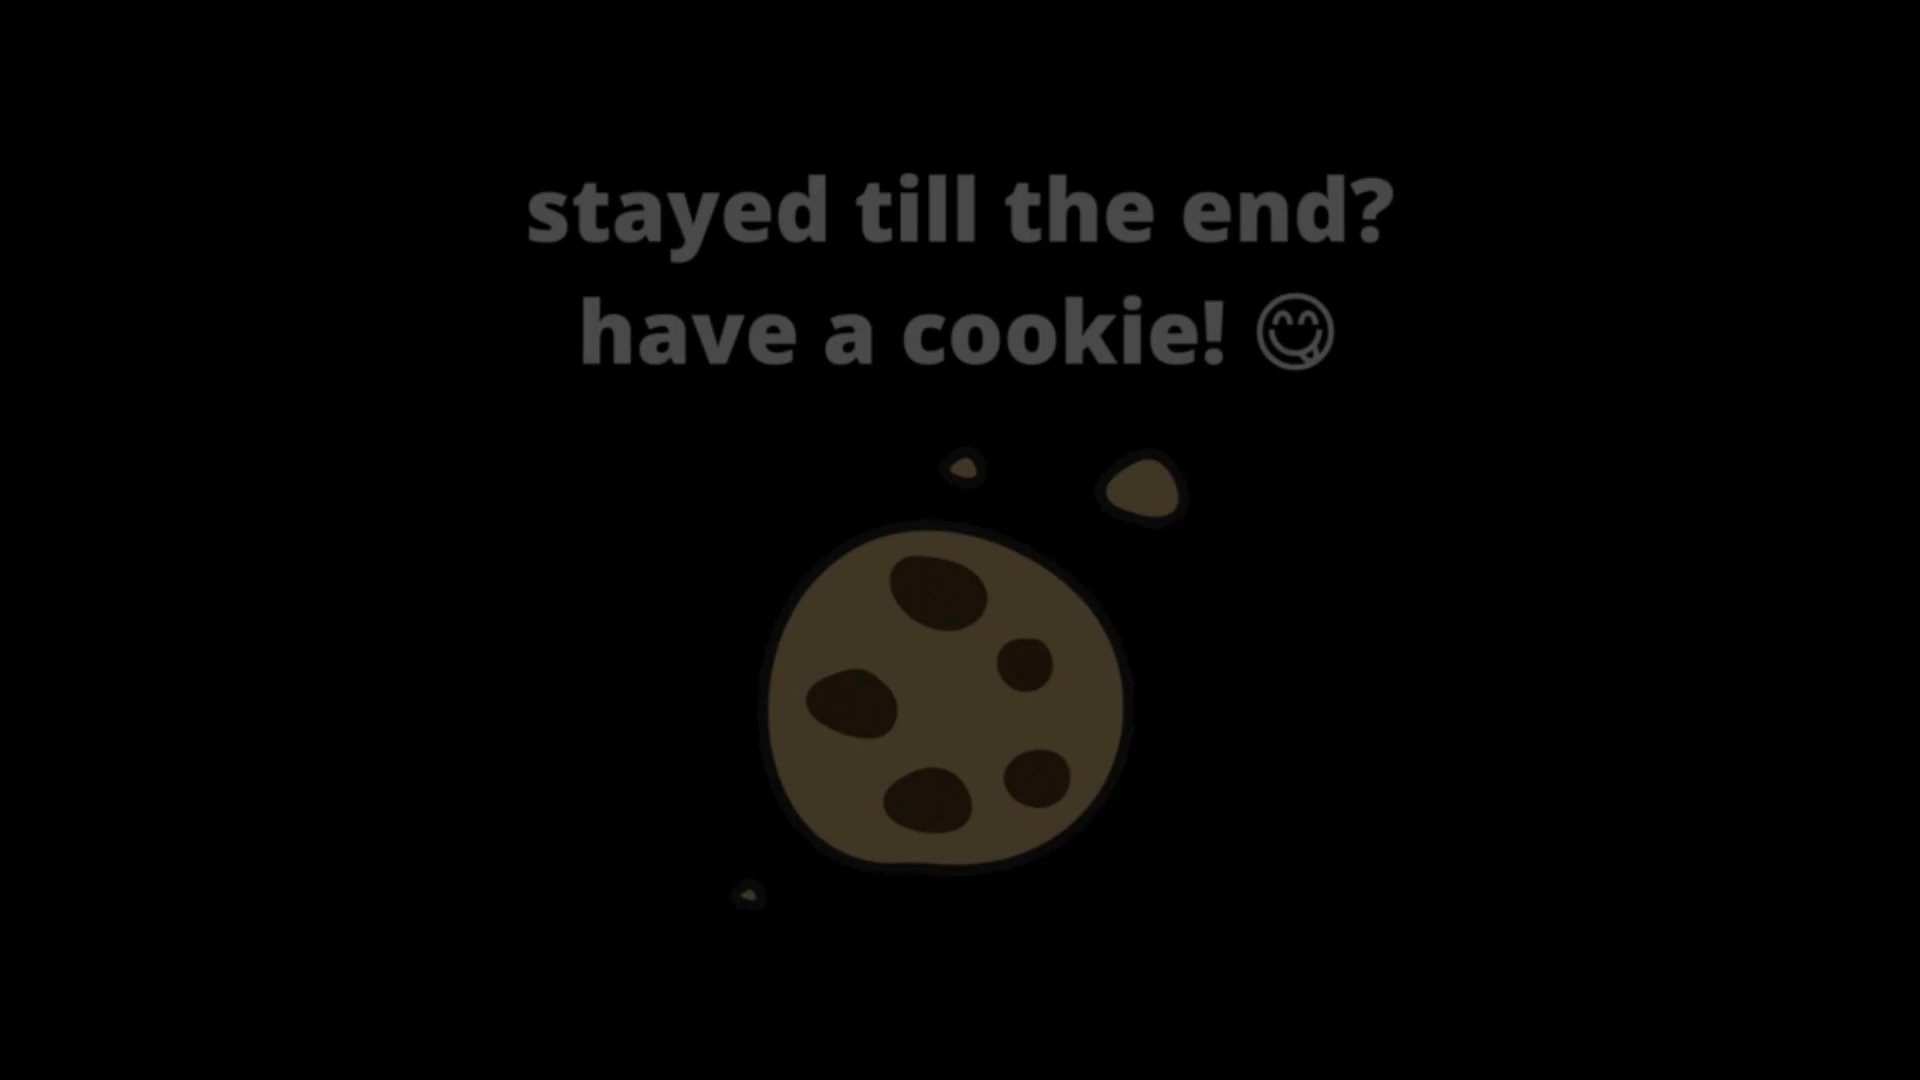 stayed till the end?
have a cookie! 😋